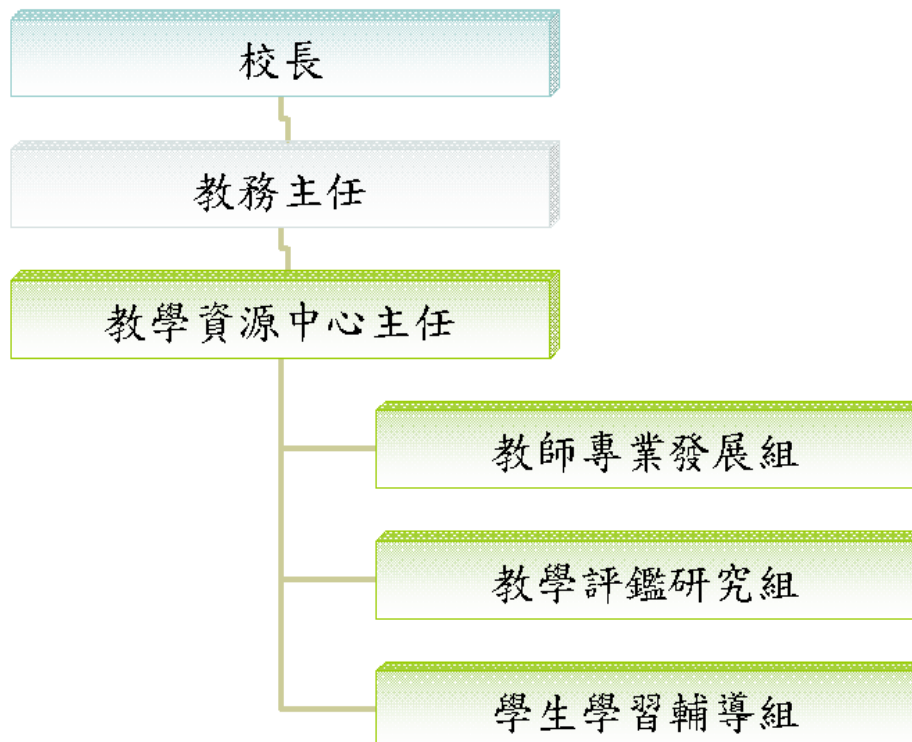 校長
教務主任
教學資源中心主任
教師專業發展組
教學評鑑研究組
學生學習輔導組